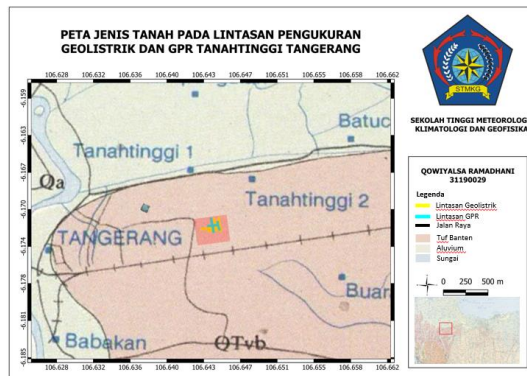 PETA JENIS TANAH PADA LINTASAN PENGUKURAN
GEOLISTRIK DAN GPR TANAHTINGGI TANGERANG
106.628 106.632 106.636 106.640 106.643 106.647 106.651 106.655 106.658 106.662
-6.159
-6.163
-6.167
-6.170
-6.174
-6.178
-6.181
-6.185
Batuc
Tanahtinggi 1
Qa
Tanahtinggi 2
TANGERANG
Buar
Babakan
QTvb
106.628 106.632 106.636 106.640 106.643 106.647 106.651 106.655 106.658 106.662
STMKG
SEKOLAH TINGGI METEOROLOG
KLIMATOLOGI DAN GEOFISIKA
QOWIYALSA RAMADHANI
31190029
Legenda
Lintasan Geolistrik
Lintasan GPR
Jalan Raya
Tuf Banten
Aluvium
Sungai
0 250 500 m